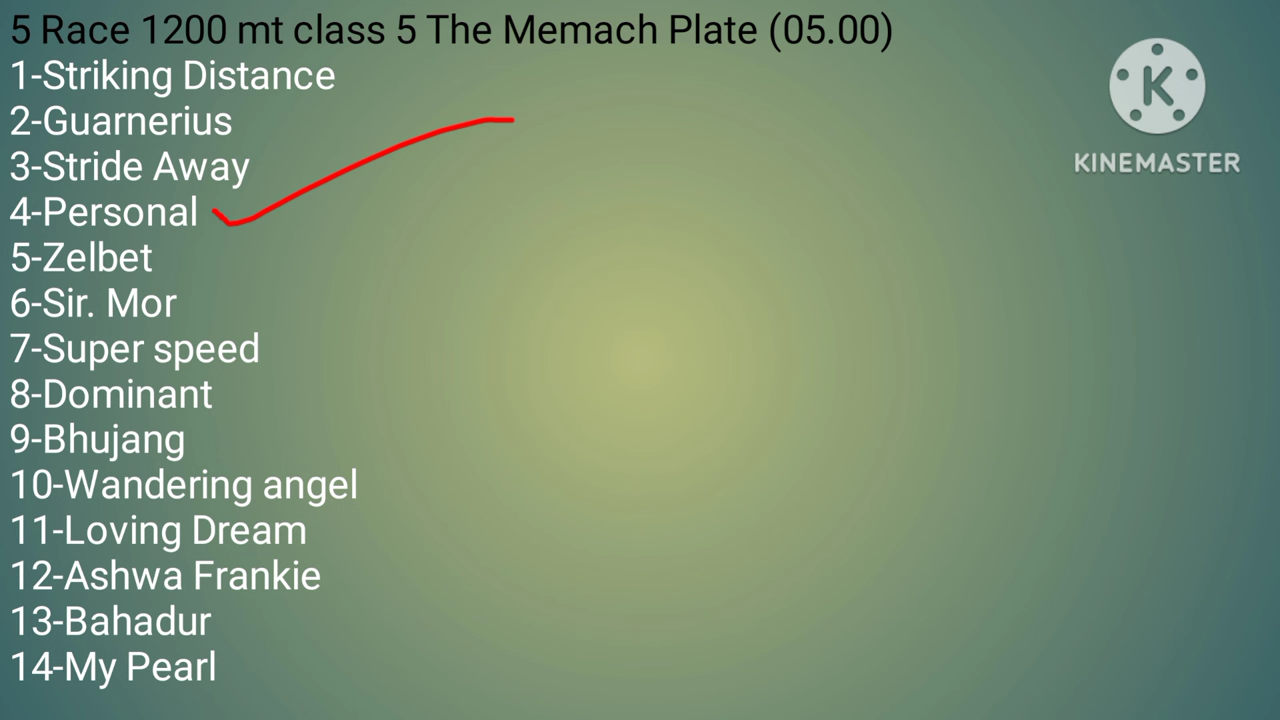 5 Race 1200 mt class 5 The Memach Plate (05.00)
1-Striking Distance
2-Guarnerius
3-Stride Away
4-Personal
5-Zelbet
6-Sir. Mor
7-Super speed
8-Dominant
9-Bhujang
10-Wandering angel
11-Loving Dream
12-Ashwa Frankie
13-Bahadur
14-My Pearl
K
KINEMASTER